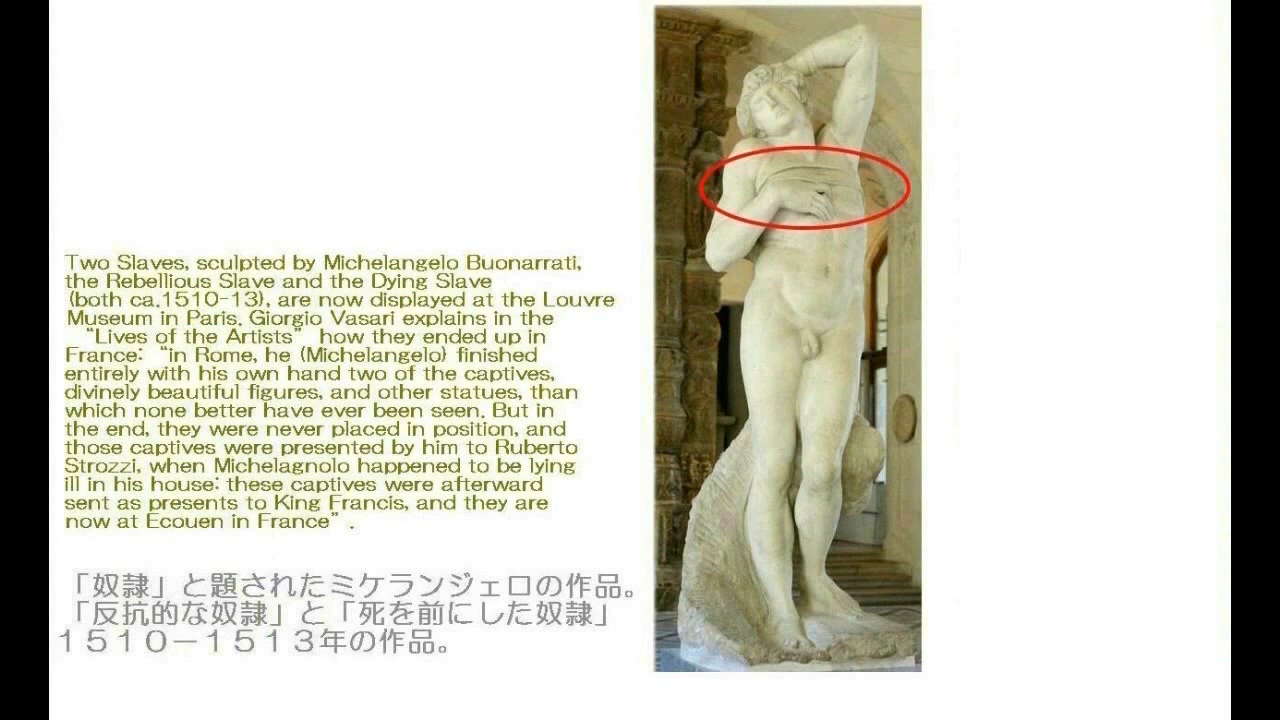 Two Slaves, sculpted by Michelangelo Buonarrati,
the Rebellious Slave and the Dying Slave
(both ca.1510-13), are now displayed at the Louvre
Museum in Paris. Giorgio Vasari explains in the
“Lives of the Artists” how they ended up in
France: “in Rome, he (Michelangelo) finished
entirely with his own hand two of the captives,
divinely beautiful figures, and other statues, than
which none better have ever been seen. But in
the end, they were never placed in position, and
those captives were presented by him to Ruberto
Strozzi, when Michelagnolo happened to be lying
ill in his house: these captives were afterward
sent as presents to King Francis, and they are
now at Ecouen in France”.
「奴隷」と題されたミケランジェロの作品。
「反抗的な奴隷」と「死を前にした奴隷」
１５１０－１５１３年の作品。